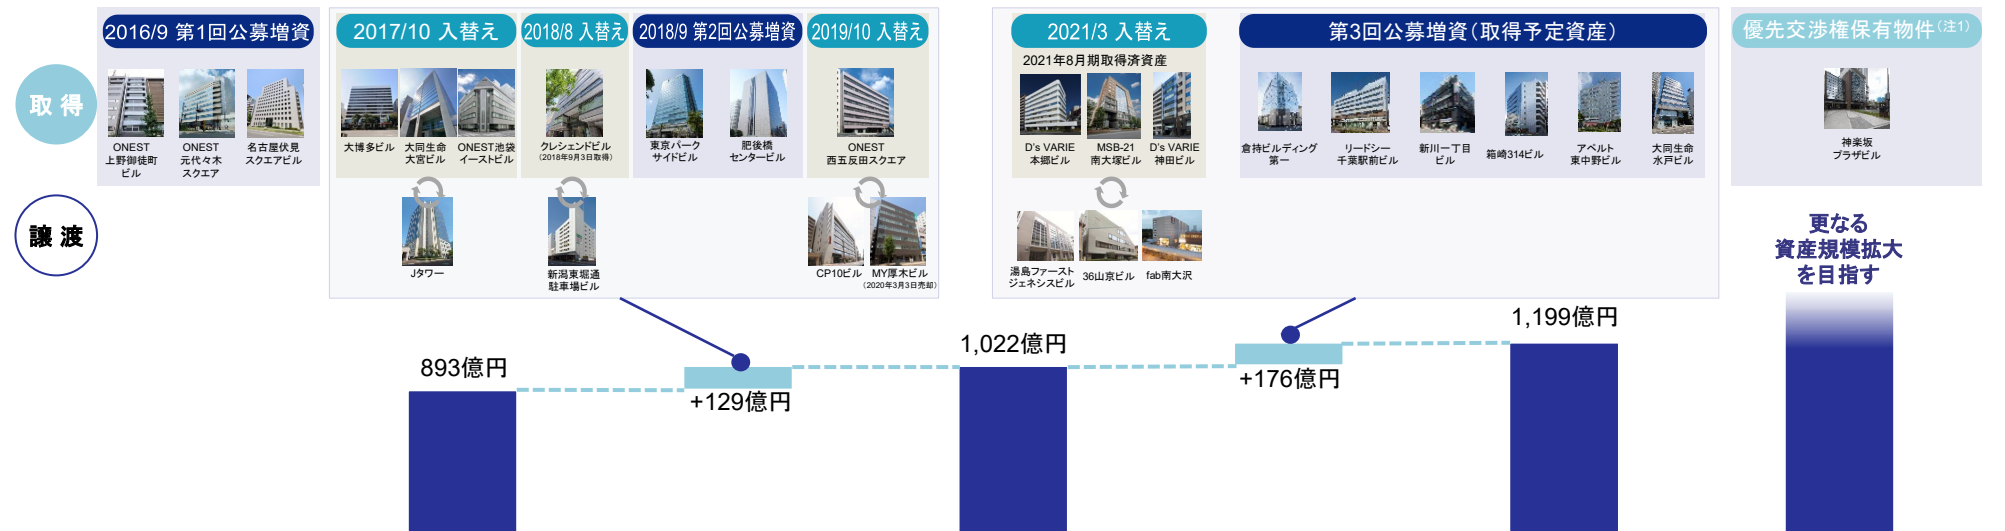 2016/9 第1回公募増資
2017/10 入替え
2018/8 入替え
2018/9 第2回公募増資
2019/10 入替え
2021/3 入替え
第3回公募増資（取得予定資産）
優先交渉権保有物件(注1)
2021年8月期取得済資産
取得
ONEST
上野御徒町
ビル
ONEST
元代々木
スクエア
名古屋伏見
スクエアビル
大博多ビル
大同生命
大宮ビル
ONEST池袋
イーストビル
クレシェンドビル
(2018年9月3日取得)
東京パーク
サイドビル
肥後橋
センタービル
ONEST
西五反田スクエア
D's VARIE
本郷ビル
MSB-21
南大塚ビル
D's VARIE
神田ビル
倉持ビルディング
第一
リードシー
千葉駅前ビル
新川一丁目
ビル
箱崎314ビル
アペルト
東中野ビル
大同生命
水戸ビル
神楽坂
プラザビル
譲渡
Jタワー
新潟東堀通
駐車場ビル
CP10ビル
MY厚木ビル
(2020年3月3日売却)
湯島ファースト
ジェネシスビル
36山京ビル
fab南大沢
更なる
資産規模拡大
を目指す
893億円
+129億円
1,022億円
+176億円
1,199億円